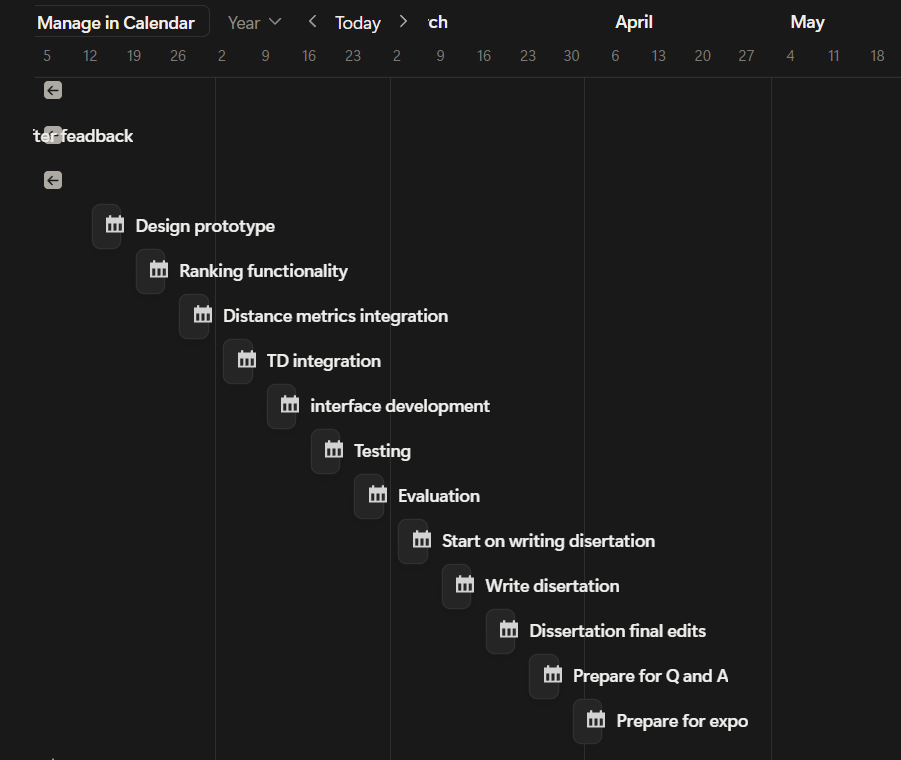 Manage in Calendar Year Today rch April May
5 12 19 26 2 9 16 23 2 9 16 23 30 6 13 20 27 4 11 18
fter feadback
Design prototype
Ranking functionality
Distance metrics integration
TD integration
interface development
Testing
Evaluation
Start on writing disertation
Write disertation
Dissertation final edits
Prepare for Q and A
Prepare for expo